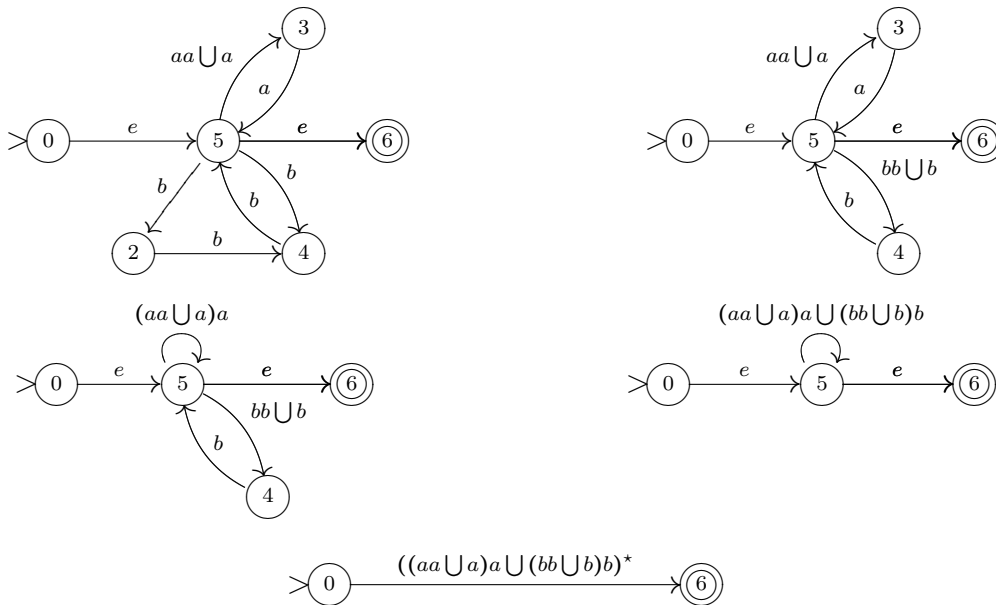 3 3
aa ⋃ a aa ⋃ a
a a
> 0 e 5 e 6 > 0 e 5 e 6
b b bb ⋃ b
b b
2 b 4 4
(aa ⋃ a)a (aa ⋃ a)a ⋃ (bb ⋃ b)b
> 0 e 5 e 6 > 0 e 5 e 6
bb ⋃ b
b
4
((aa ⋃ a)a ⋃ (bb ⋃ b)b)⋆
> 0 6